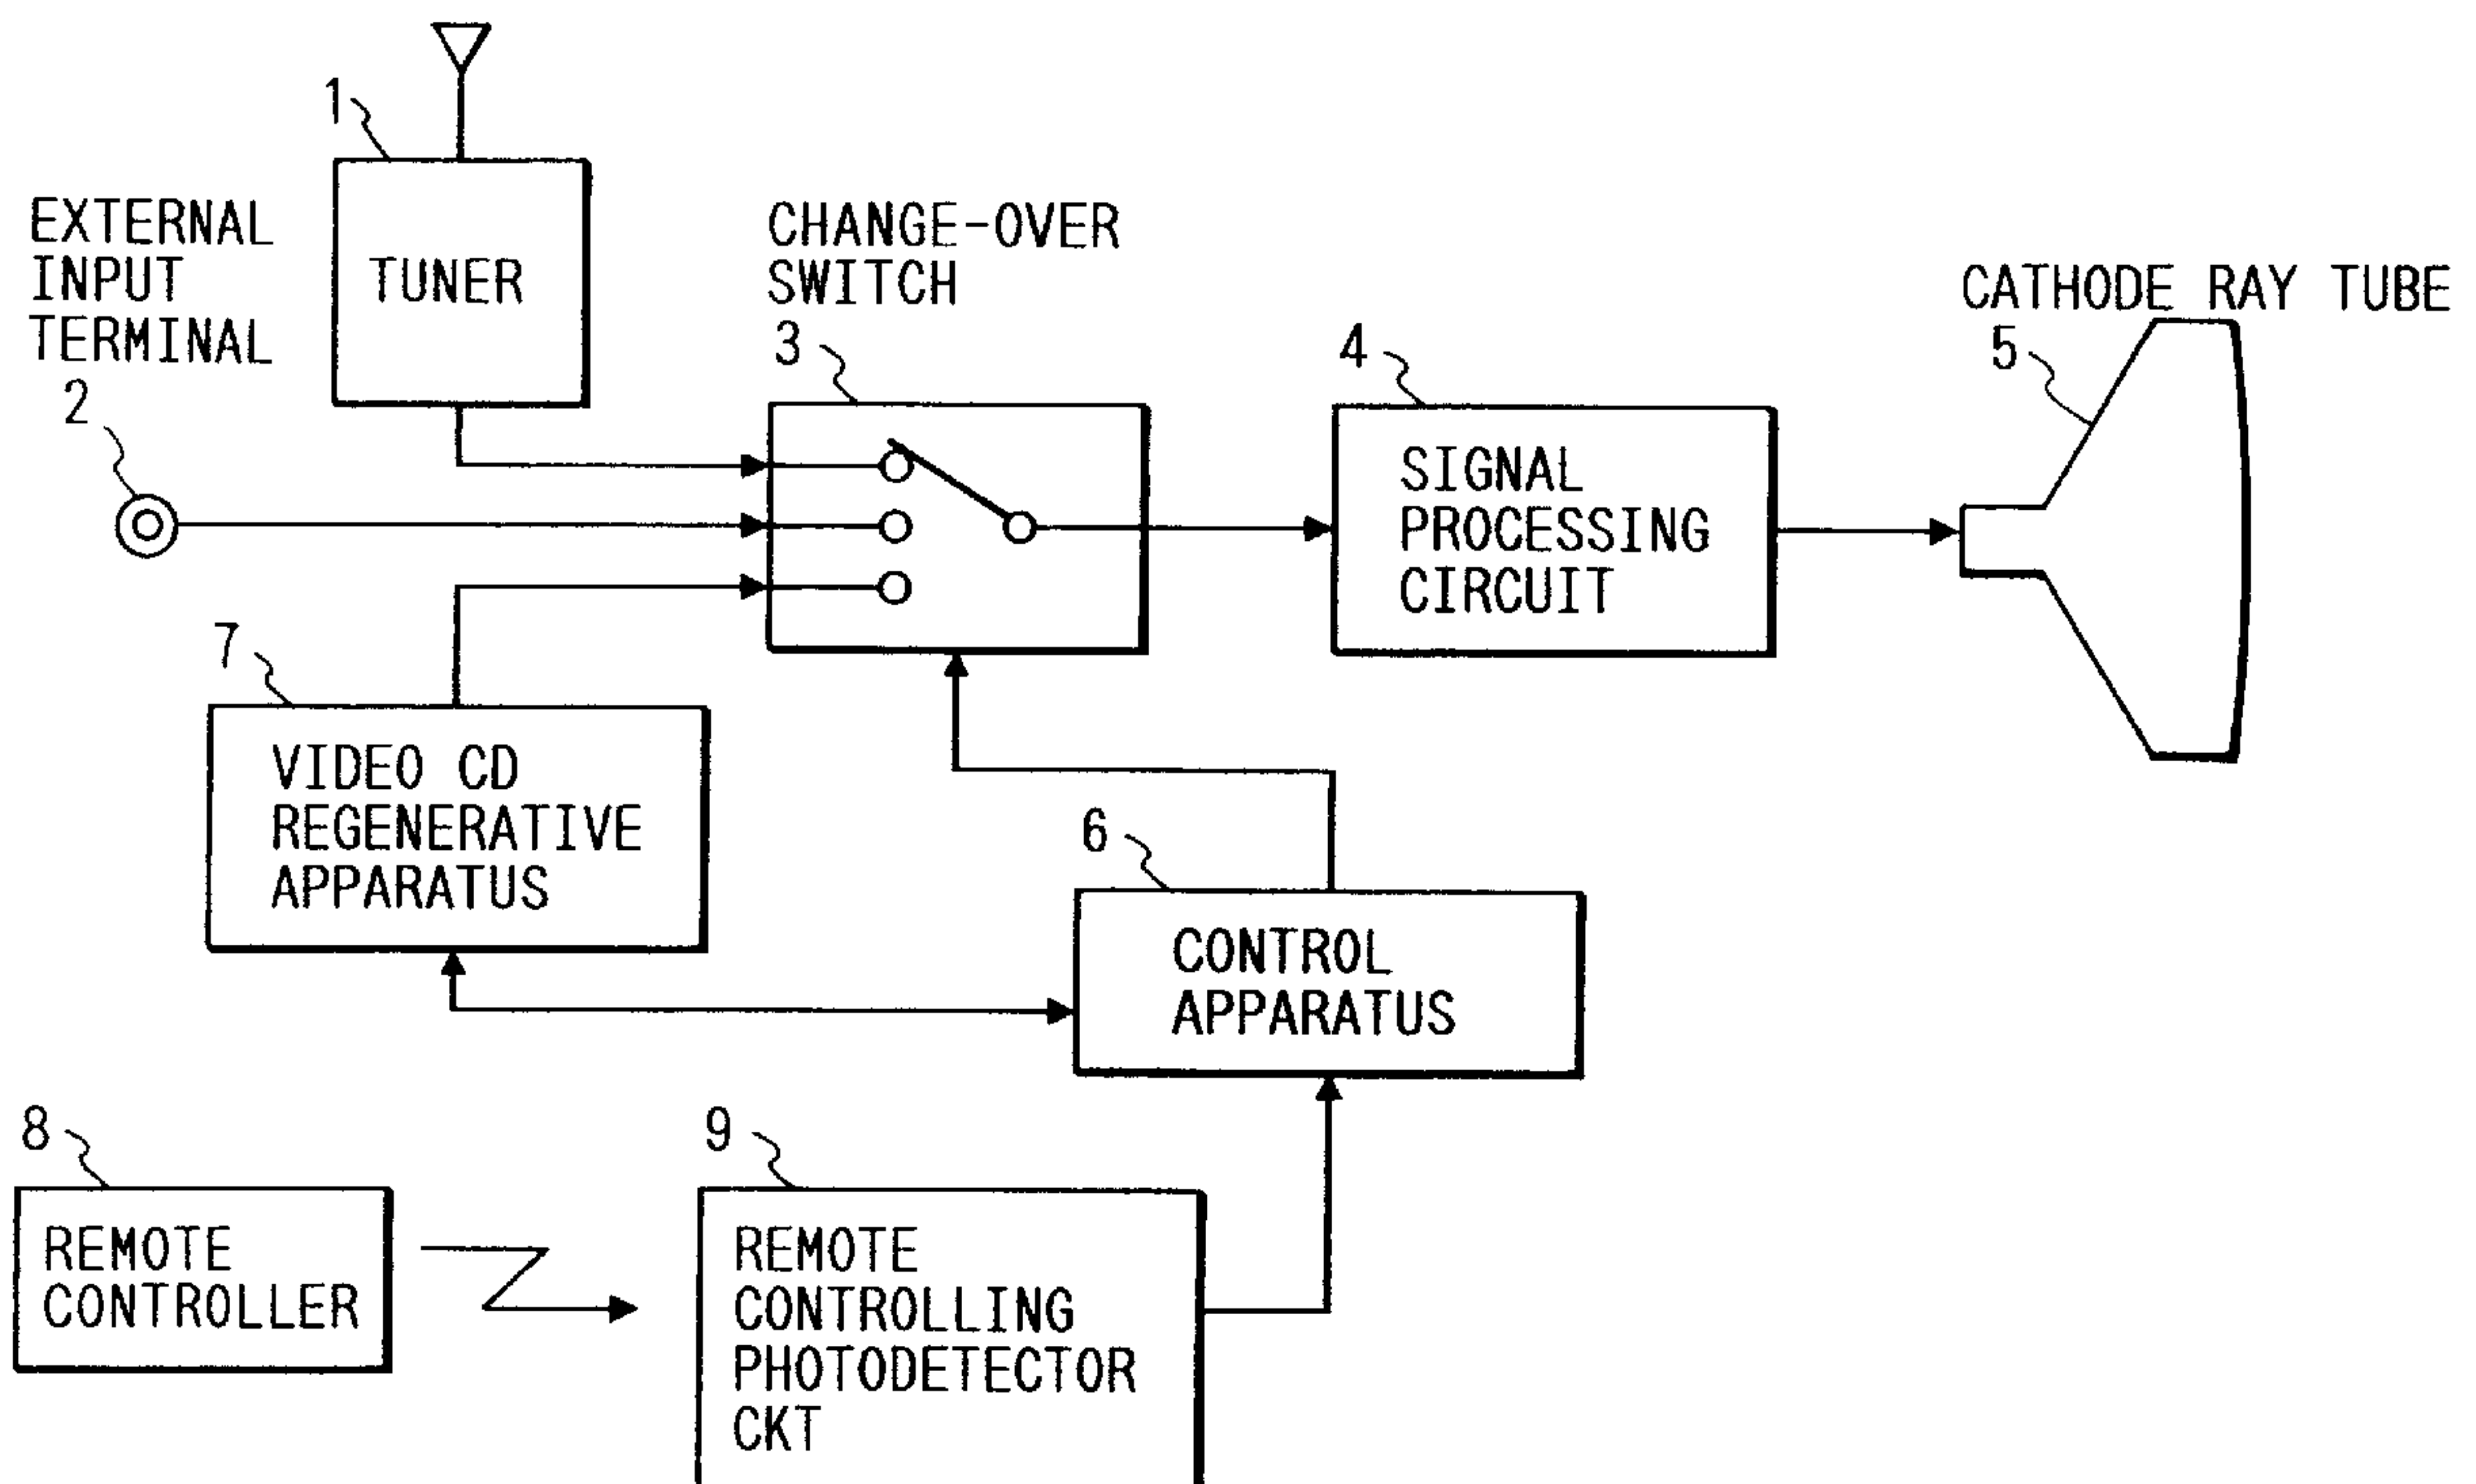 1
EXTERNAL
INPUT
TERMINAL
2
TUNER
CHANGE-OVER
SWITCH
3
4
SIGNAL
PROCESSING
CIRCUIT
CATHODE RAY TUBE
5
7
VIDEO CD
REGENERATIVE
APPARATUS
6
CONTROL
APPARATUS
8
REMOTE
CONTROLLER
9
REMOTE
CONTROLLING
PHOTODETECTOR
CKT